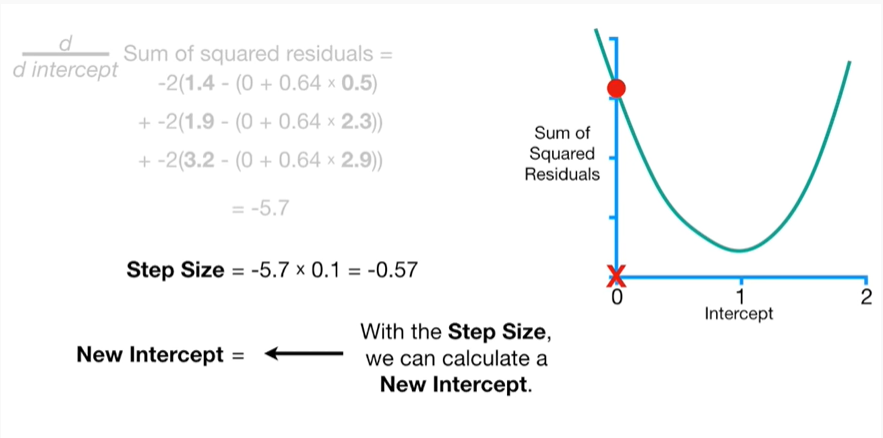 d
d intercept
Sum of squared residuals =
-2(1.4 - (0 + 0.64 × 0.5)
+ -2(1.9 - (0 + 0.64 × 2.3))
+ -2(3.2 - (0 + 0.64 × 2.9))
= -5.7
Step Size = -5.7 × 0.1 = -0.57
New Intercept =
With the Step Size,
we can calculate a
New Intercept.
Sum of
Squared
Residuals
0
1
2
Intercept